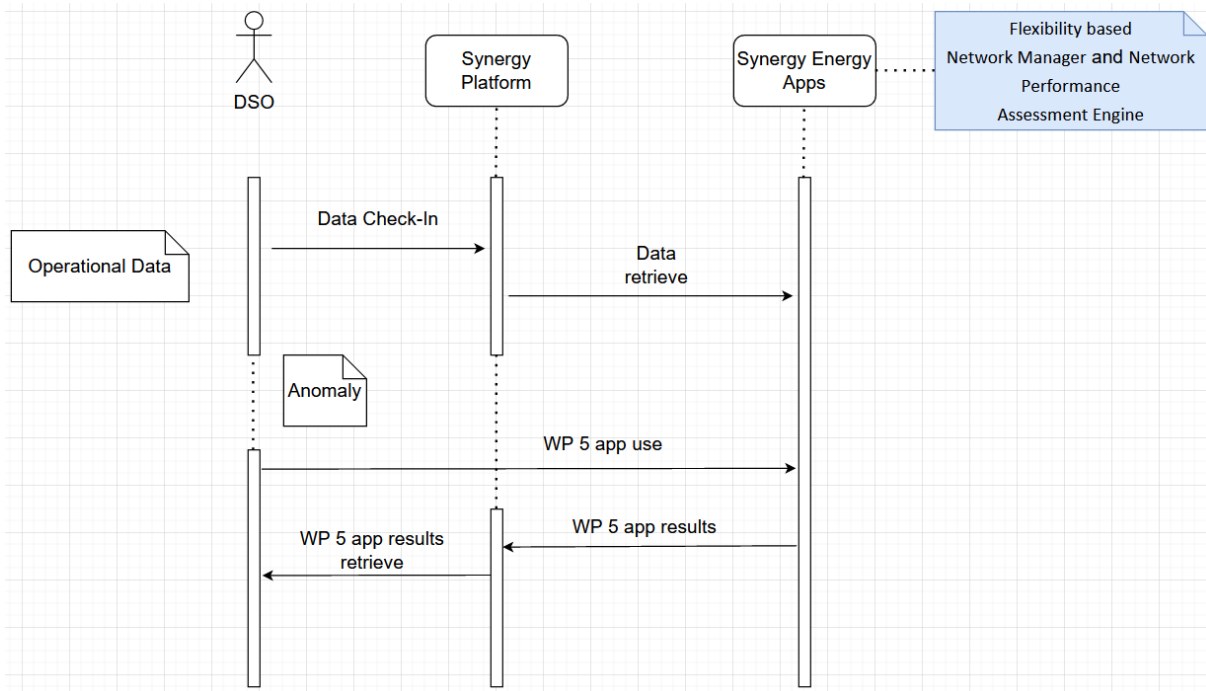 DSO
Synergy
Platform
Synergy Energy
Apps
Flexibility based
Network Manager and Network
Performance
Assessment Engine
Data Check-In
Operational Data
Data
retrieve
Anomaly
WP 5 app use
WP 5 app results
WP 5 app results
retrieve